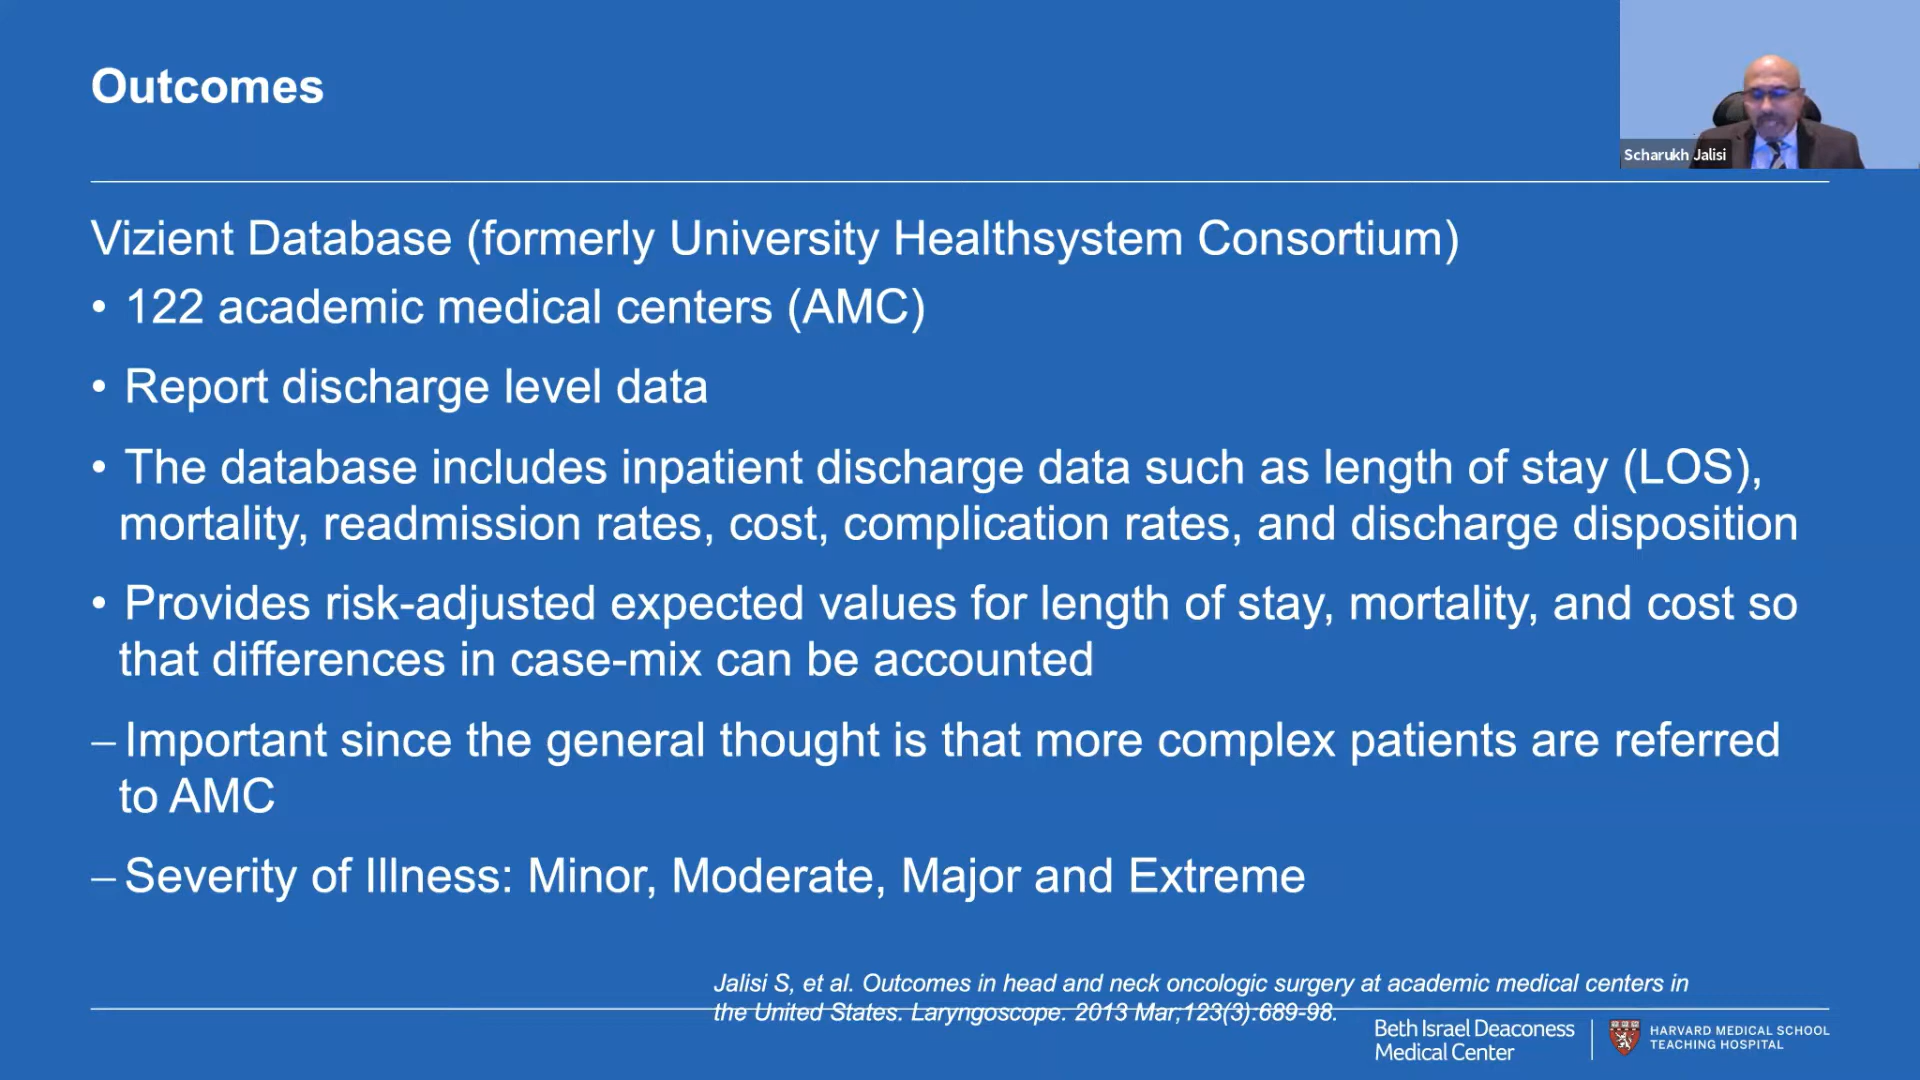 Outcomes
Scharukh Jalisi
Vizient Database (formerly University Healthsystem Consortium)
• 122 academic medical centers (AMC)
• Report discharge level data
• The database includes inpatient discharge data such as length of stay (LOS),
mortality, readmission rates, cost, complication rates, and discharge disposition
• Provides risk-adjusted expected values for length of stay, mortality, and cost so
that differences in case-mix can be accounted
– Important since the general thought is that more complex patients are referred
to AMC
– Severity of Illness: Minor, Moderate, Major and Extreme
Jalisi S, et al. Outcomes in head and neck oncologic surgery at academic medical centers in
the United States. Laryngoscope. 2013 Mar;123(3):689-98.
Beth Israel Deaconess
Medical Center
HARVARD MEDICAL SCHOOL
TEACHING HOSPITAL